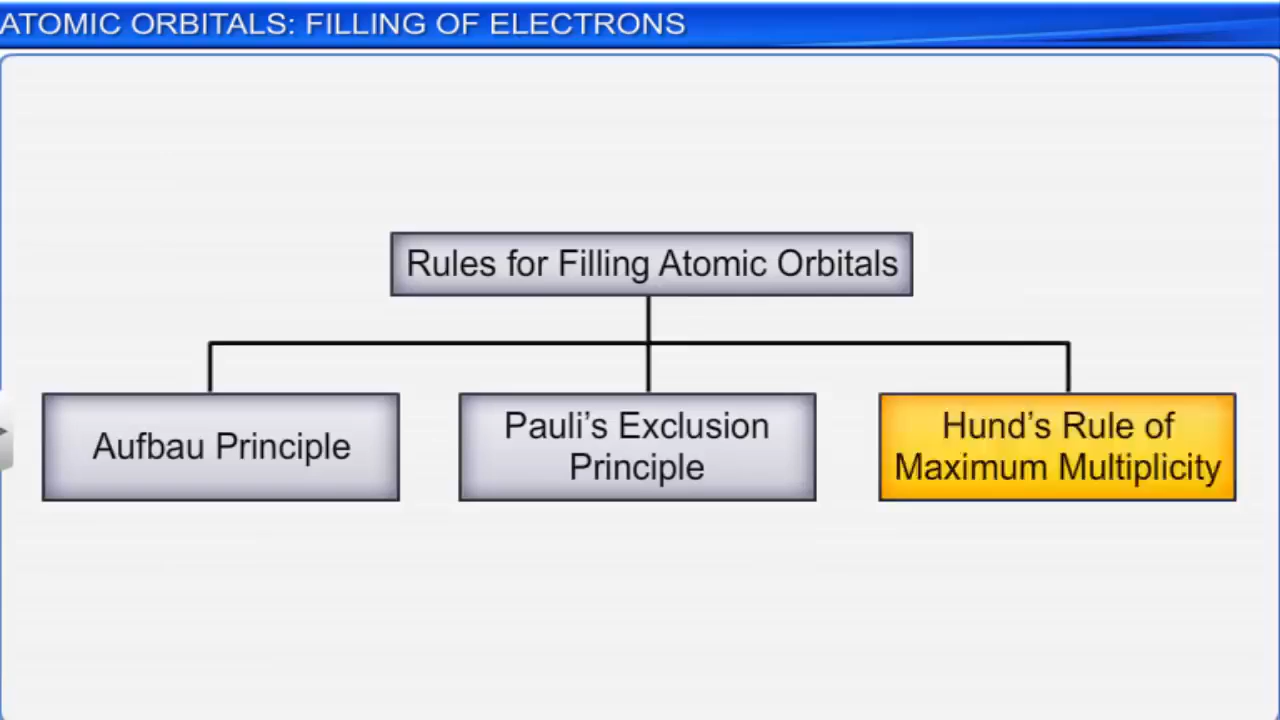 ATOMIC ORBITALS: FILLING OF ELECTRONS
Rules for Filling Atomic Orbitals
Aufbau Principle
Pauli's Exclusion
Principle
Hund's Rule of
Maximum Multiplicity